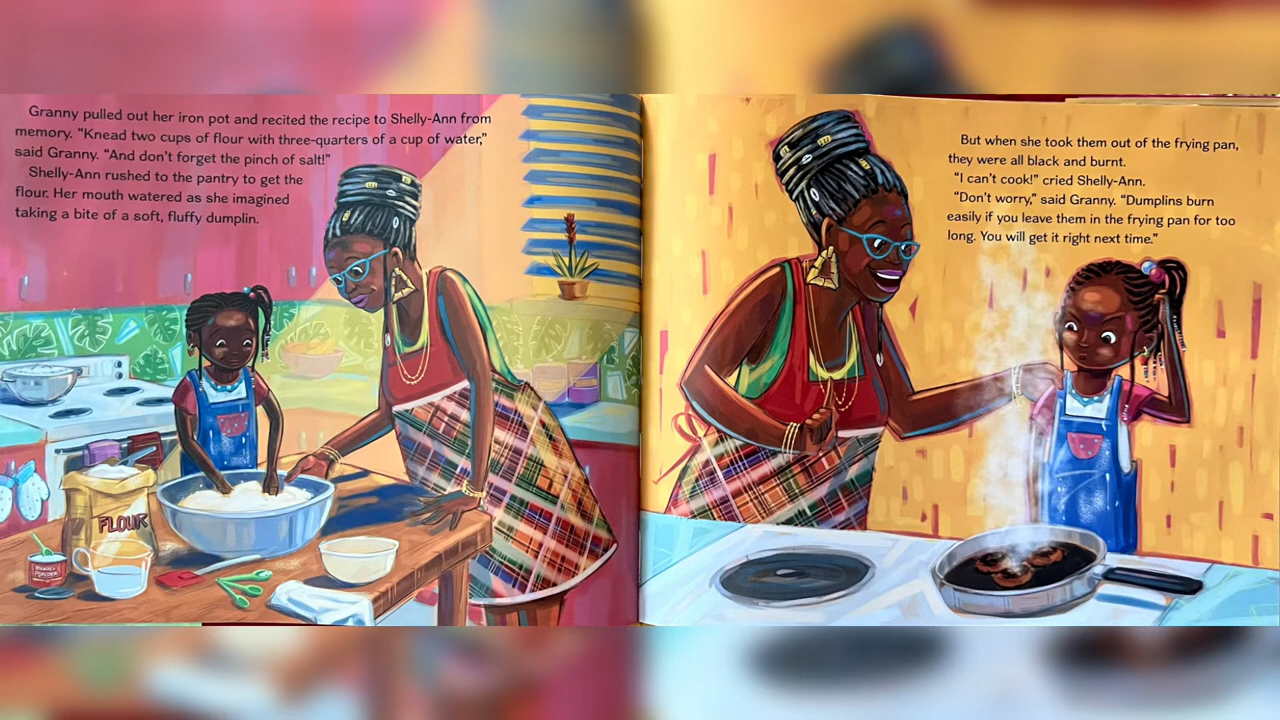 Granny pulled out her iron pot and recited the recipe to Shelly-Ann from
memory. “Knead two cups of flour with three-quarters of a cup of water,”
said Granny. “And don’t forget the pinch of salt!”
Shelly-Ann rushed to the pantry to get the
flour. Her mouth watered as she imagined
taking a bite of a soft, fluffy dumplin.
FLOUR
POWDER
But when she took them out of the frying pan,
they were all black and burnt.
“I can’t cook!” cried Shelly-Ann.
“Don’t worry,” said Granny. “Dumplins burn
easily if you leave them in the frying pan for too
long. You will get it right next time.”